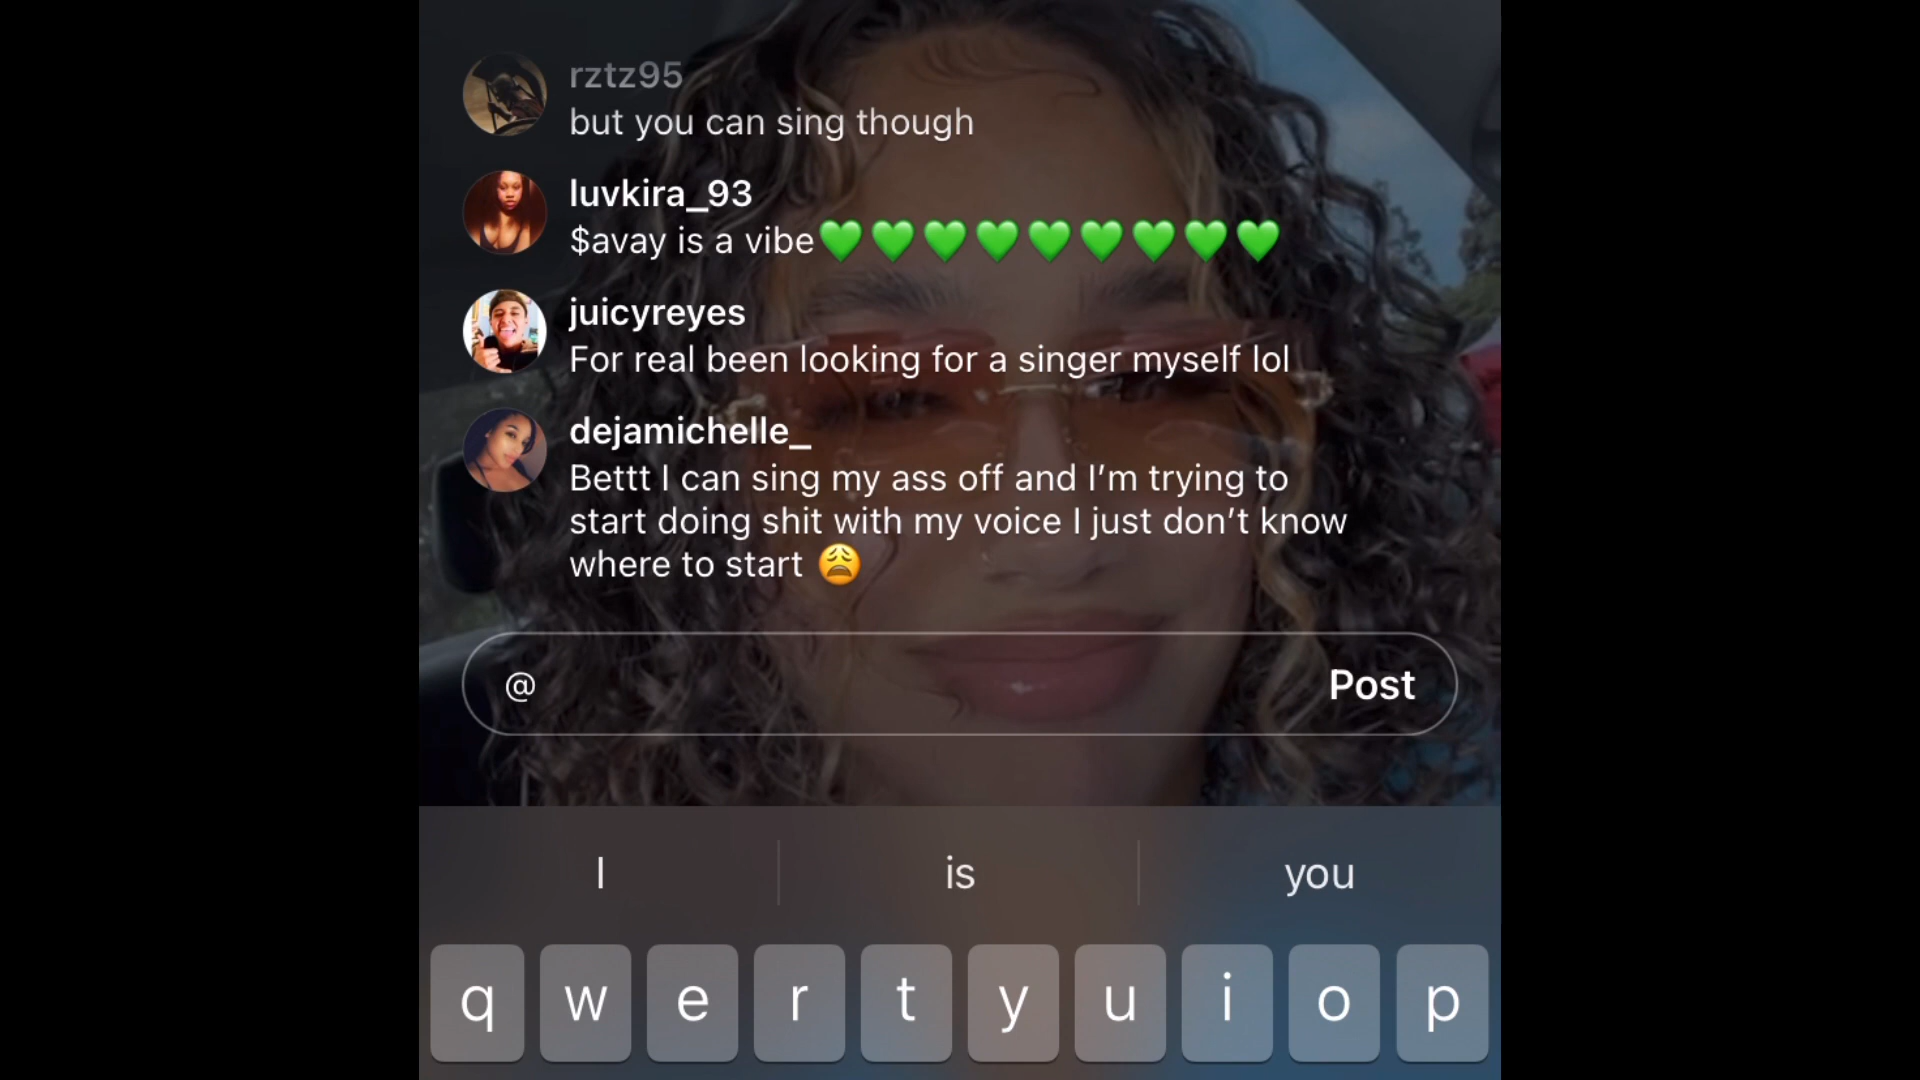 rztz95
but you can sing though
luvkira_93
$avay is a vibe💚💚💚💚💚💚💚💚💚
juicyreyes
For real been looking for a singer myself lol
dejamichelle_
Bettt I can sing my ass off and I’m trying to
start doing shit with my voice I just don’t know
where to start 😩
@ Post
I is you
q w e r t y u i o p